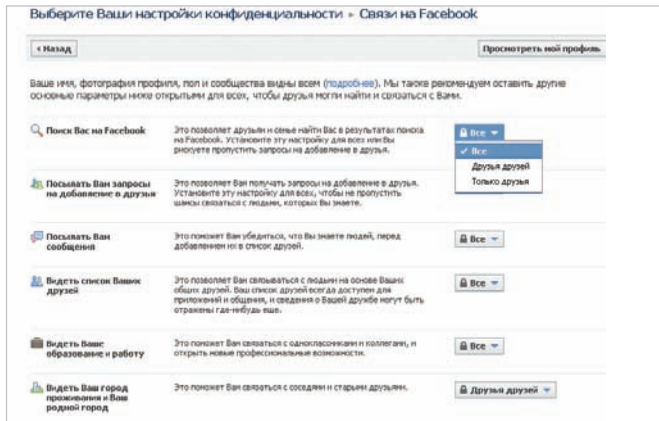 Выберите Ваши настройки конфиденциальности ▸ Связи на Facebook
‹ Назад
Просмотреть мой профиль
Ваше имя, фотография профиля, пол и сообщества видны всем (подробнее). Мы также рекомендуем оставить другие
основные параметры ниже открытыми для всех, чтобы друзья могли найти и связаться с Вами.
Поиск Вас на Facebook
Это позволяет друзьям и семье найти Вас в результатах поиска
на Facebook. Установите эту настройку для всех или Вы
рискуете пропустить запросы на добавление в друзья.
Все
Все
Друзья друзей
Только друзья
Посылать Вам запросы
на добавление в друзья
Это позволяет Вам получать запросы на добавление в друзья.
Установите эту настройку для всех, чтобы не пропустить
шансы связаться с людьми, которых Вы знаете.
Посылать Вам
сообщения
Это поможет Вам убедиться, что Вы знаете людей, перед
добавлением их в список друзей.
Все
Видеть список Ваших
друзей
Это позволяет Вам связываться с людьми на основе Ваших
общих друзей. Ваш список друзей всегда доступен для
приложений и общения, и сведения о Вашей дружбе могут быть
отражены где-нибудь еще.
Все
Видеть Ваше
образование и работу
Это поможет Вам связаться с одноклассниками и коллегами, и
открыть новые профессиональные возможности.
Все
Видеть Ваш город
проживания и Ваш
родной город
Это поможет Вам связаться с соседями и старыми друзьями.
Друзья друзей